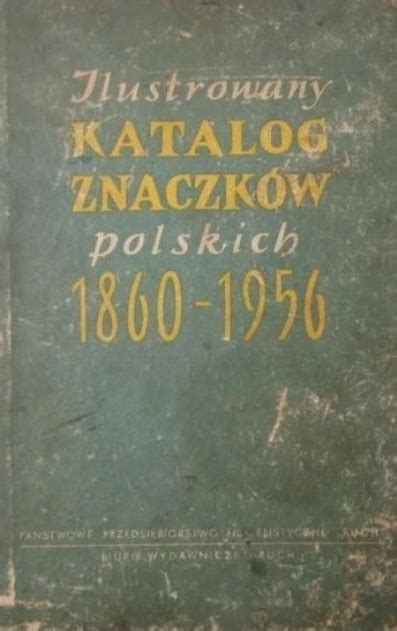 Ilustrowany
KATALOG
ZNACZKÓW
polskich
1860-1956
PAŃSTWOWE PRZEDSIĘBIORSTWO FILATELISTYCZNE „RUCH"
BIURO WYDAWNICZE „RUCH"